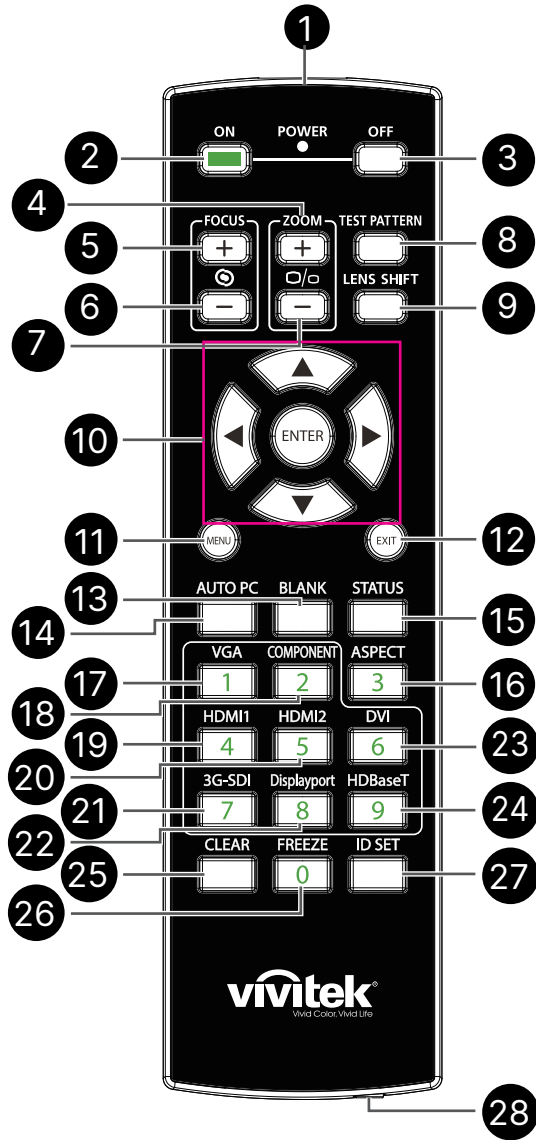 1
ON POWER OFF
2 3
4
FOCUS ZOOM TEST PATTERN
5 + + 8
LENS SHIFT
6 − − 9
7
10 ENTER
11 MENU EXIT 12
13 AUTO PC BLANK STATUS
14 15
VGA COMPONENT ASPECT
17 1 2 3 16
18 HDMI1 HDMI2 DVI
19 4 5 6 23
20 3G-SDI Displayport HDBaseT
21 7 8 9 24
22 CLEAR FREEZE ID SET
25 0 27
26
vivitek®
Vivid Color, Vivid Life
28